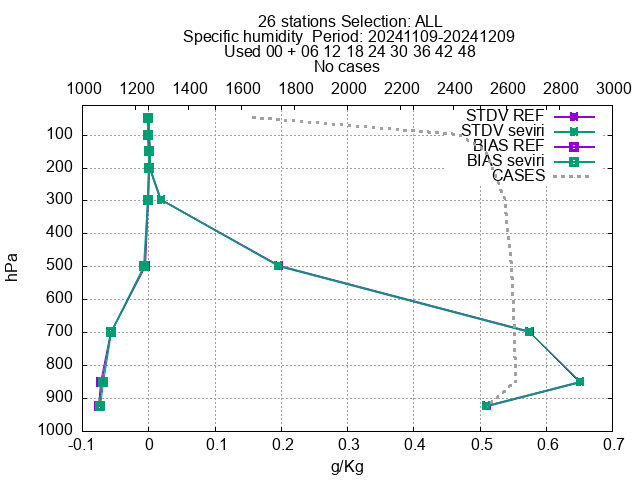 26 stations Selection: ALL
Specific humidity  Period: 20241109-20241209
Used 00 + 06 12 18 24 30 36 42 48
No cases
1000 1200 1400 1600 1800 2000 2200 2400 2600 2800 3000
STDV REF
STDV seviri
BIAS REF
BIAS seviri
CASES
100
200
300
400
500
600
700
800
900
1000
hPa
-0.1 0 0.1 0.2 0.3 0.4 0.5 0.6 0.7
g/Kg